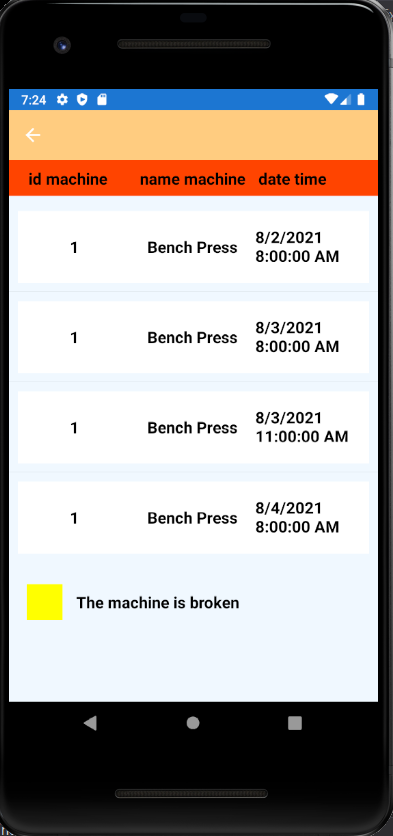 7:24
id machine name machine date time
1 Bench Press 8/2/2021
8:00:00 AM
1 Bench Press 8/3/2021
8:00:00 AM
1 Bench Press 8/3/2021
11:00:00 AM
1 Bench Press 8/4/2021
8:00:00 AM
The machine is broken